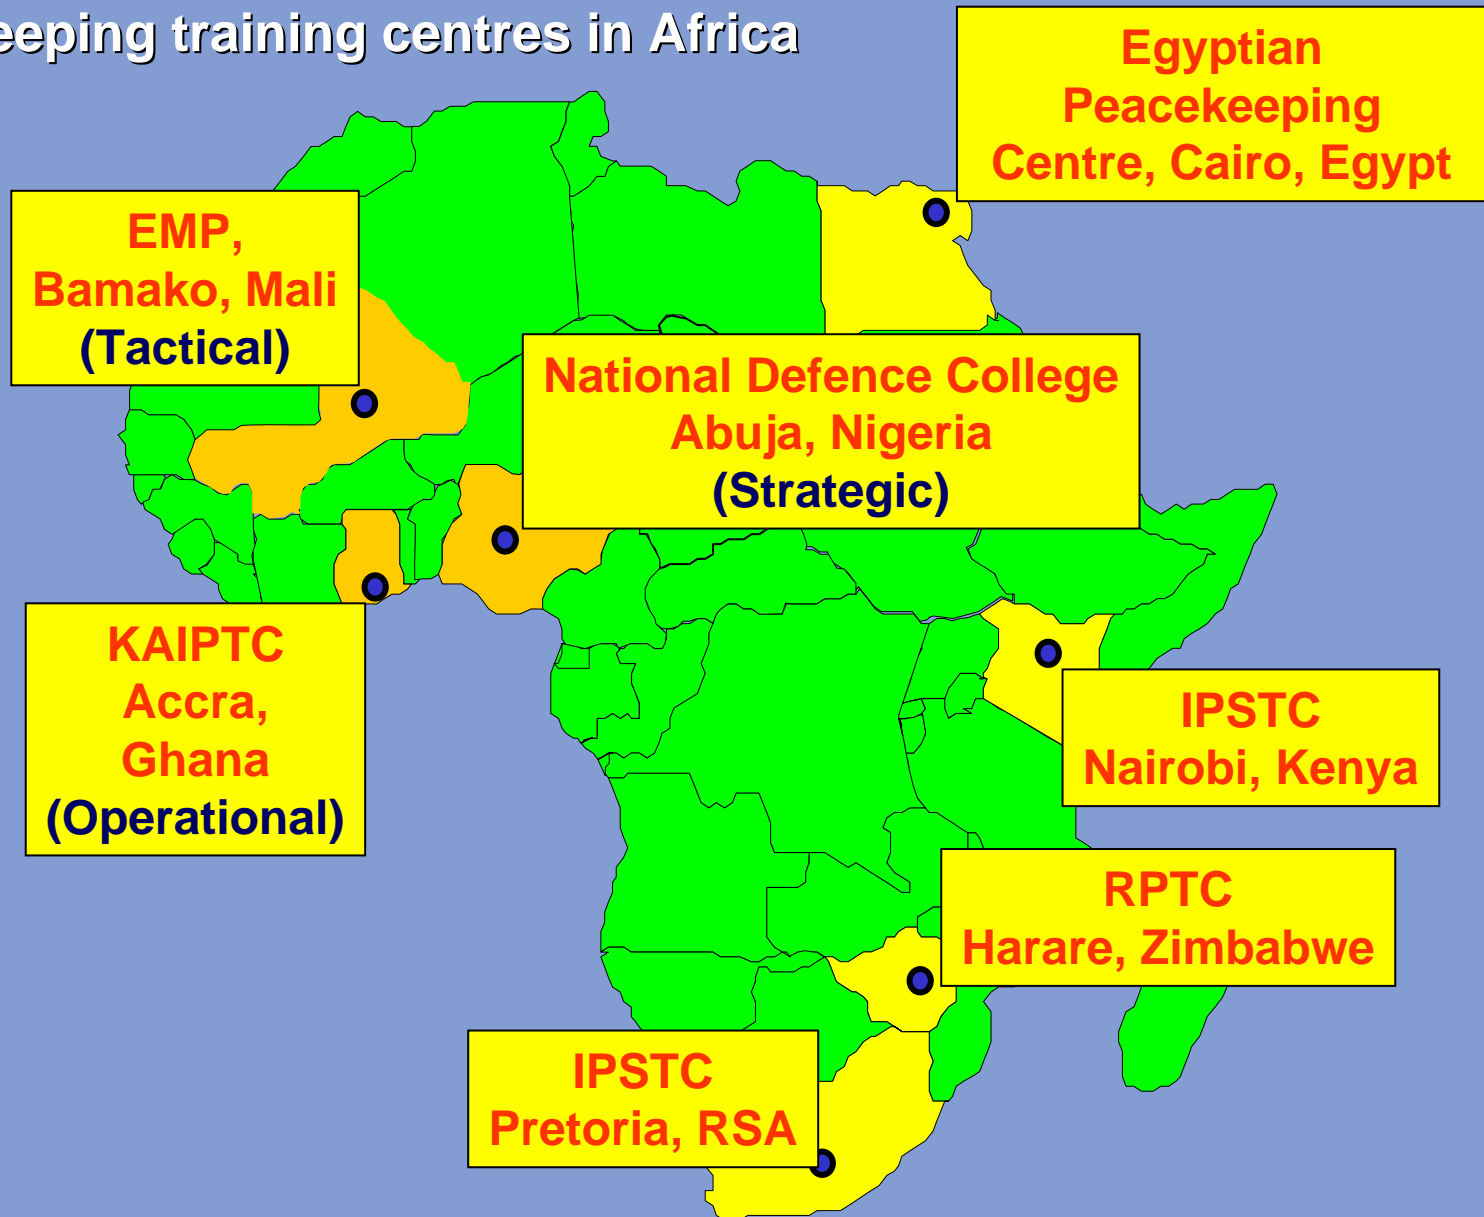 training centres in Africa
Egyptian
Peacekeeping
Centre, Cairo, Egypt
EMP,
Bamako, Mali
(Tactical)
National Defence College
Abuja, Nigeria
(Strategic)
KAIPTC
Accra,
Ghana
(Operational)
IPSTC
Nairobi, Kenya
RPTC
Harare, Zimbabwe
IPSTC
Pretoria, RSA